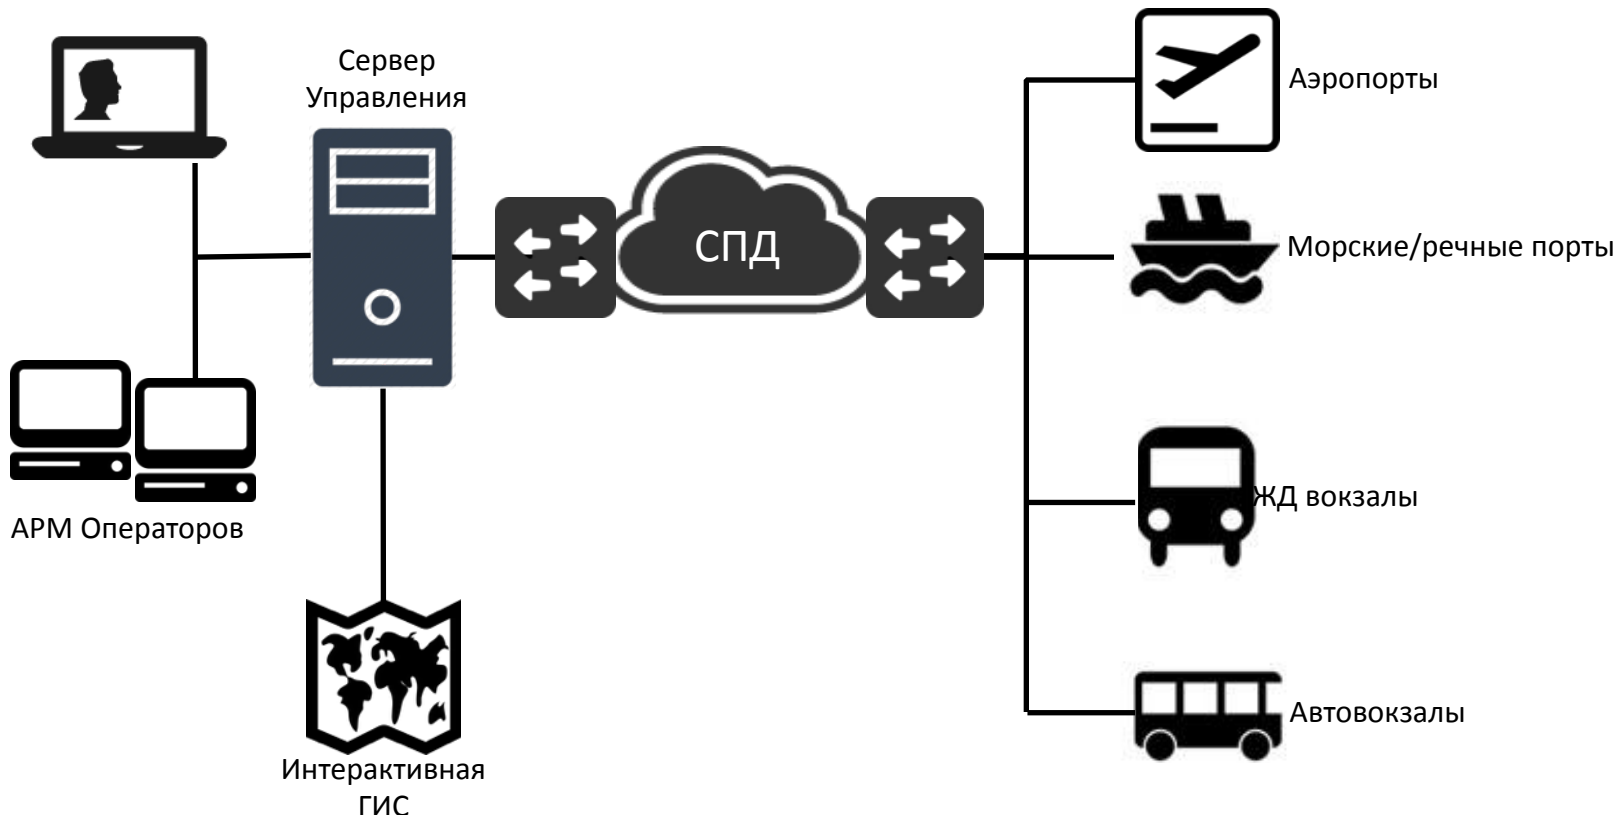 Сервер
Управления
Аэропорты
СПД
Морские/речные порты
ЖД вокзалы
АРМ Операторов
Автовокзалы
Интерактивная
ГИС